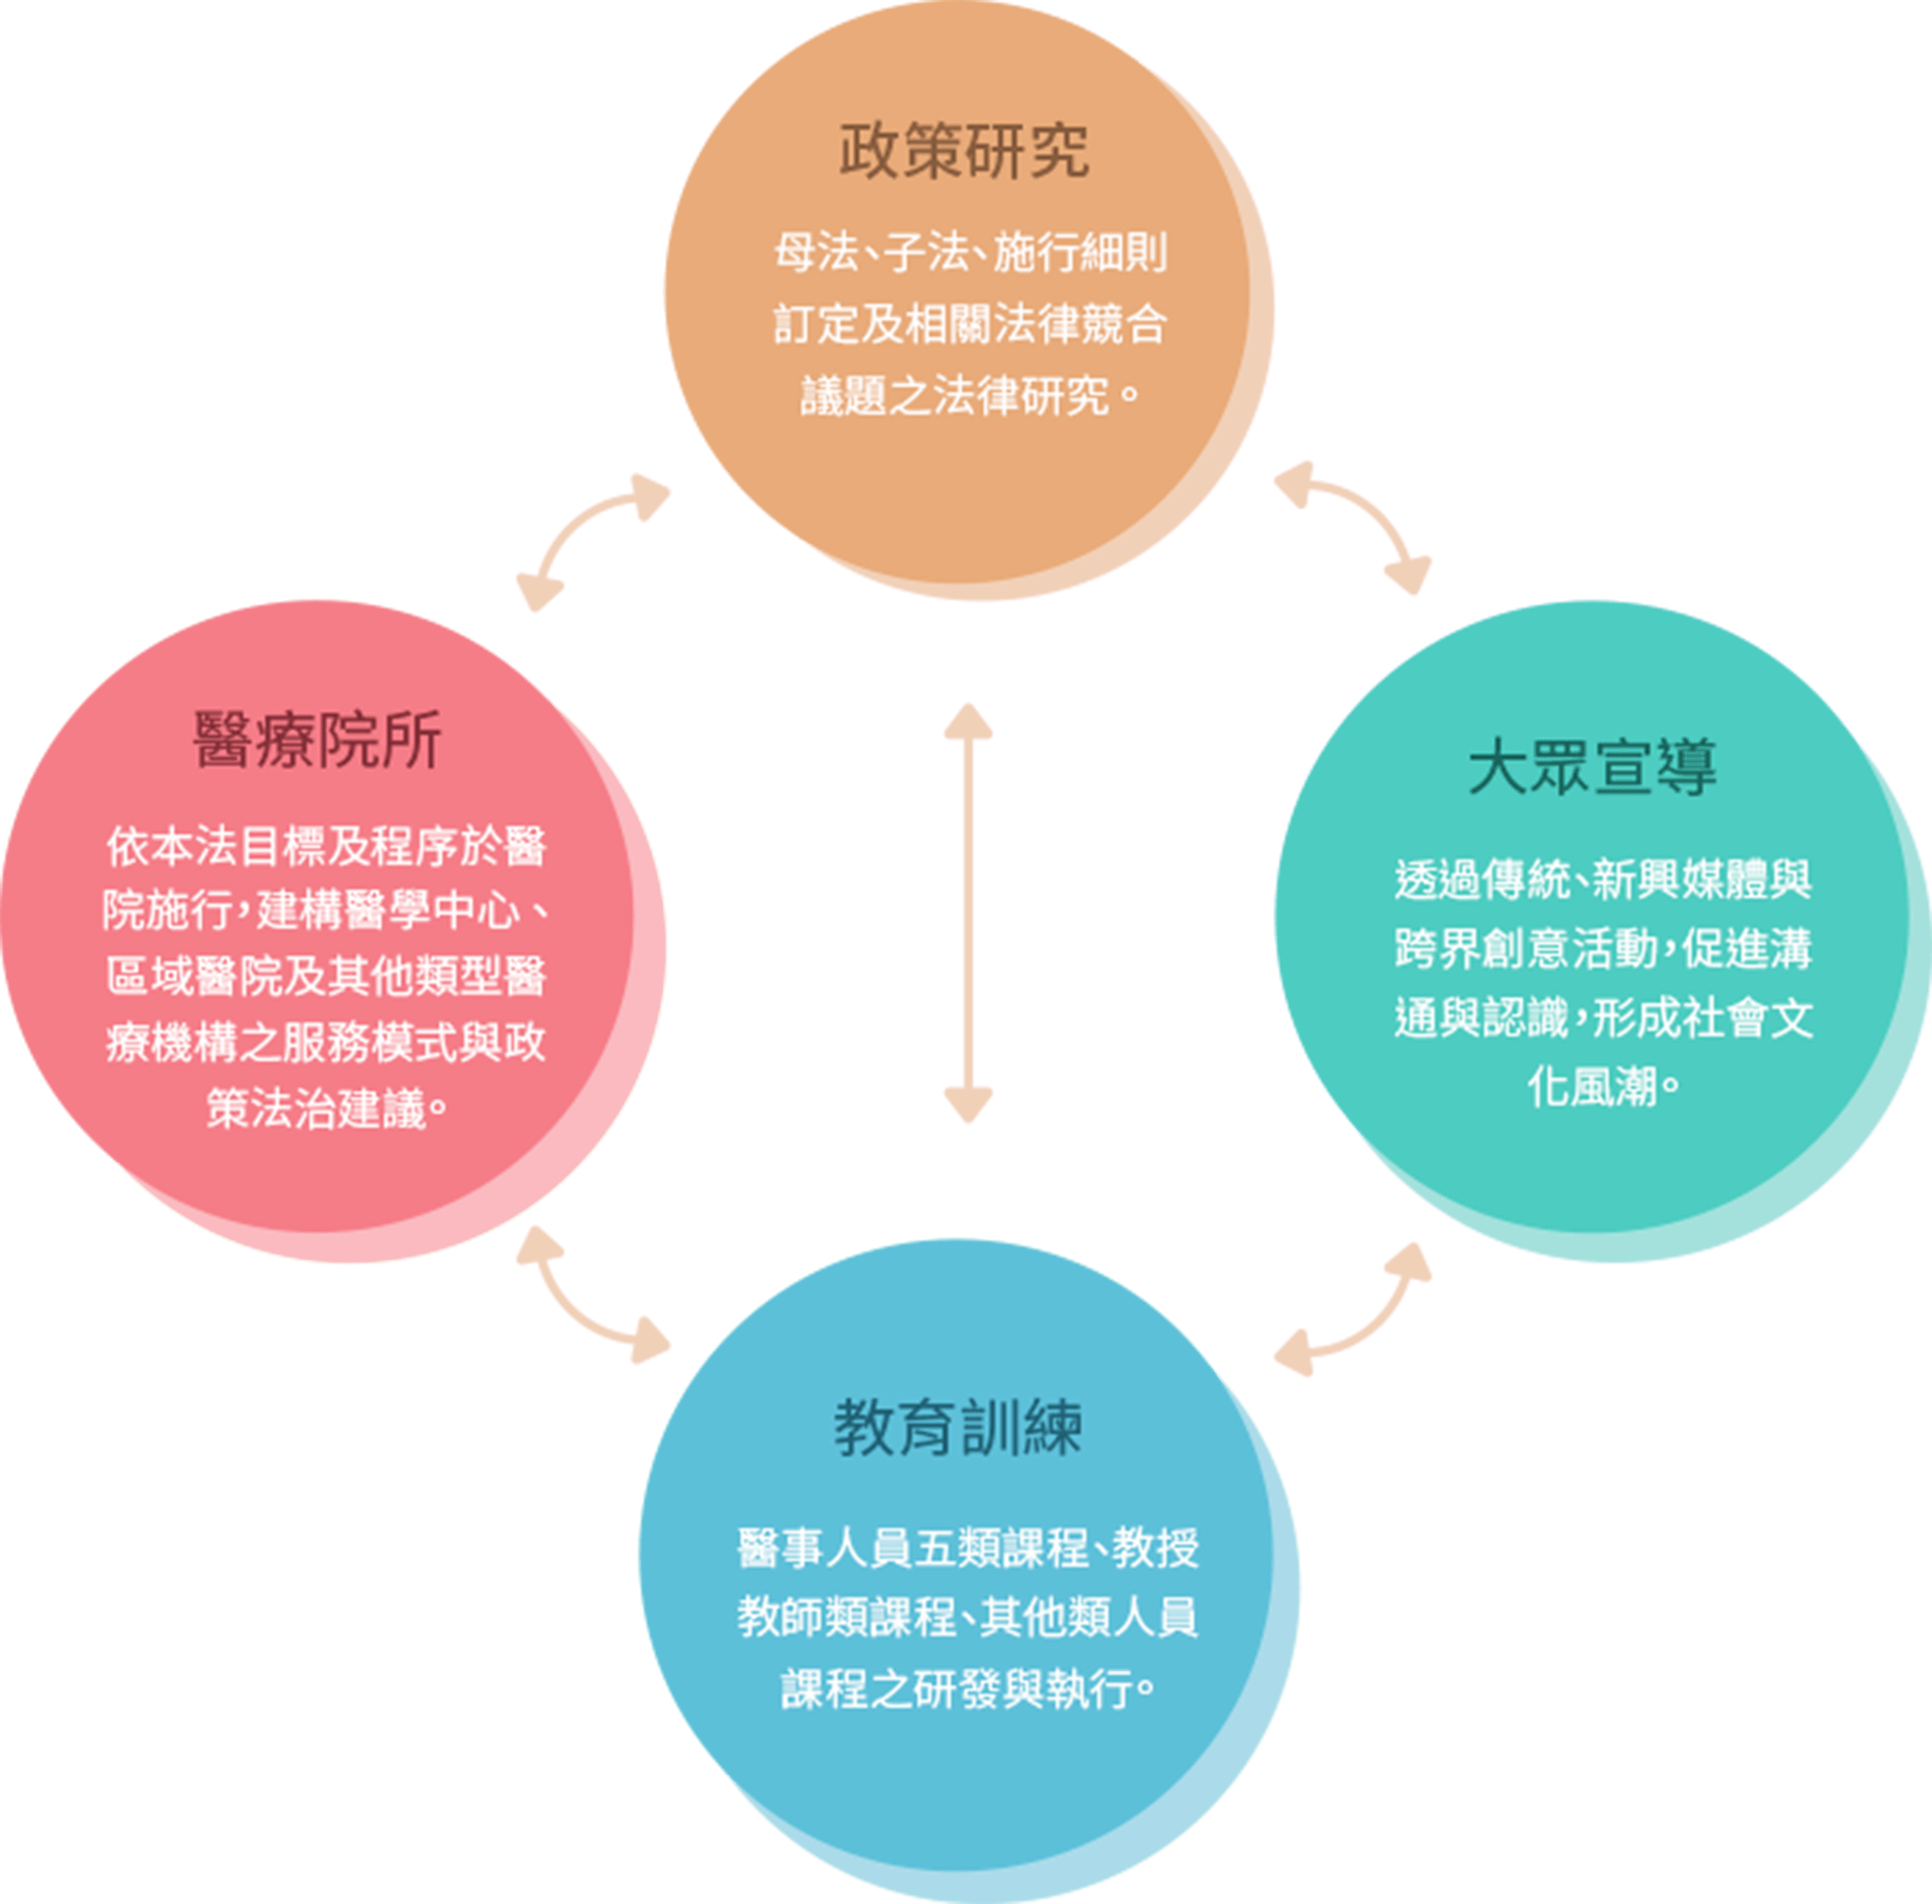 政策研究
母法、子法、施行細則
訂定及相關法律競合
議題之法律研究。
醫療院所
依本法目標及程序於醫
院施行，建構醫學中心、
區域醫院及其他類型醫
療機構之服務模式與政
策法治建議。
大眾宣導
透過傳統、新興媒體與
跨界創意活動，促進溝
通與認識，形成社會文
化風潮。
教育訓練
醫事人員五類課程、教授
教師類課程、其他類人員
課程之研發與執行。